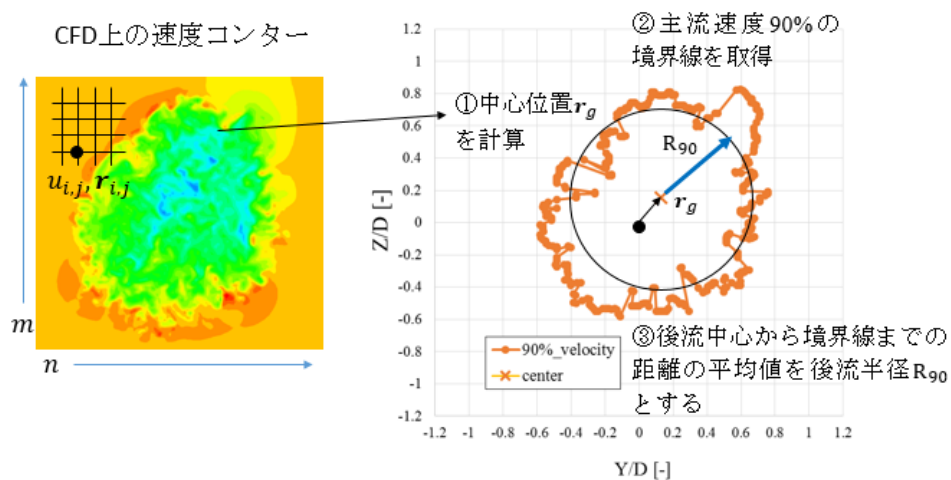 CFD上の速度コンター
u_{i,j}, r_{i,j}
m
n
①中心位置r_g
を計算
②主流速度90%の
境界線を取得
R_90
r_g
③後流中心から境界線までの
距離の平均値を後流半径R_90
とする
90%_velocity
center
Z/D [-]
1.2
1
0.8
0.6
0.4
0.2
0
-0.2
-0.4
-0.6
-0.8
-1
-1.2
-1.2 -1 -0.8 -0.6 -0.4 -0.2 0 0.2 0.4 0.6 0.8 1 1.2
Y/D [-]